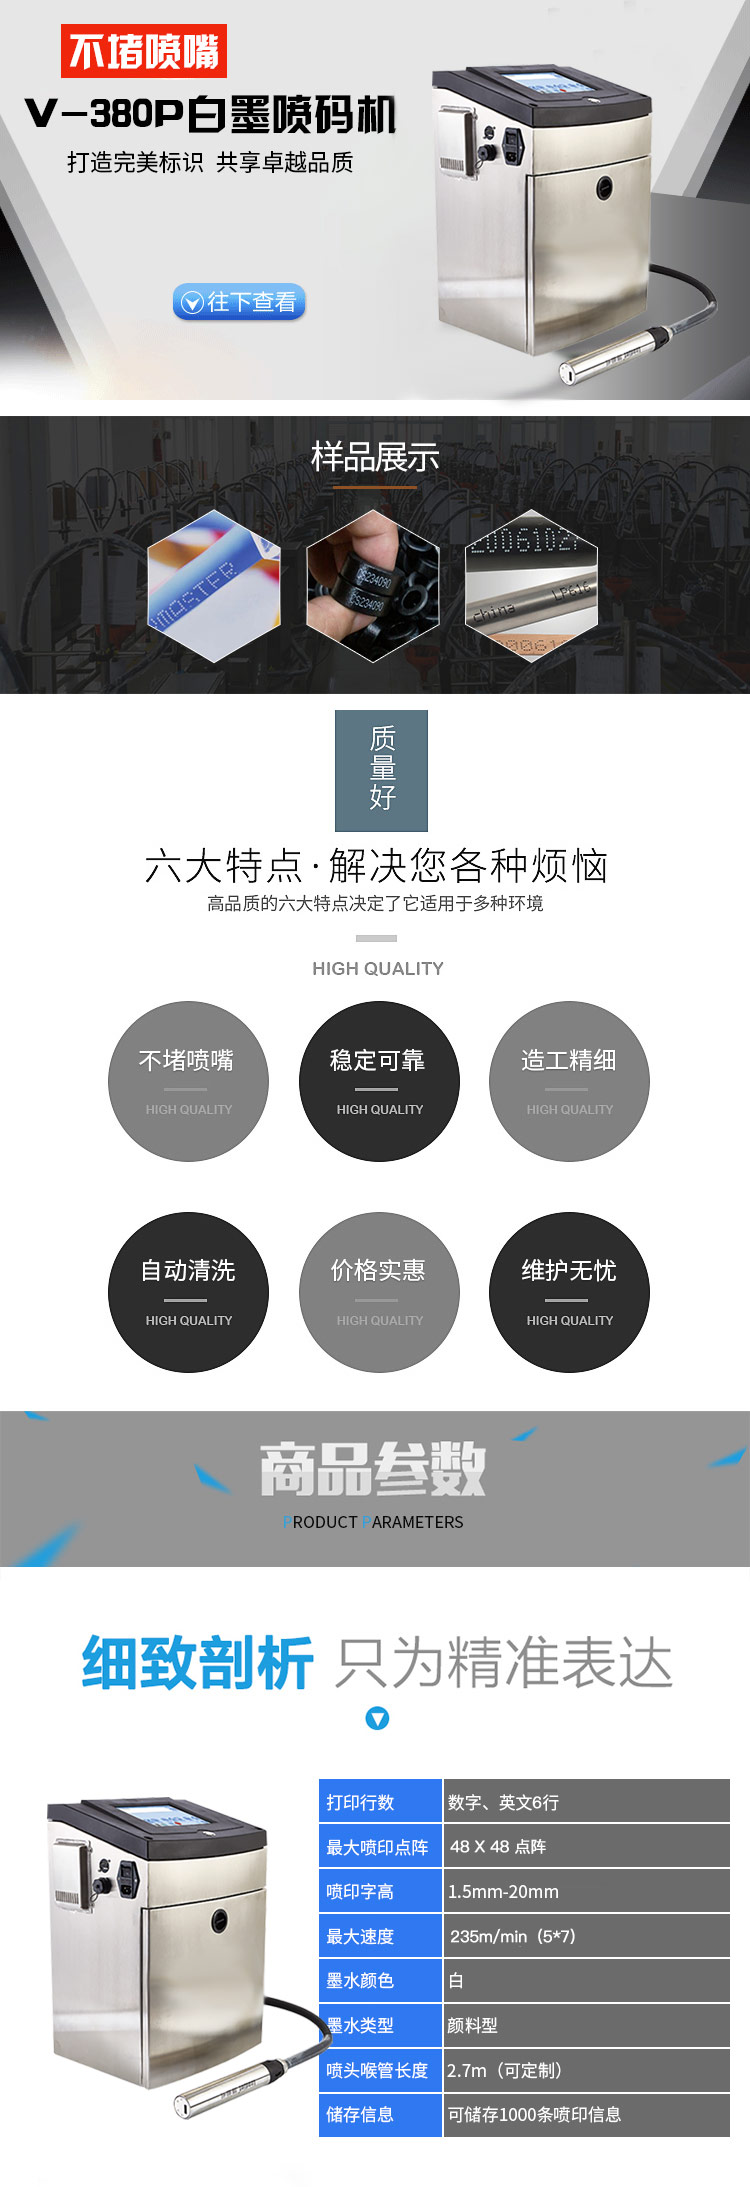 不堵喷嘴
V-380P白墨喷码机
打造完美标识 共享卓越品质
往下查看
样品展示
MASTER
CS234090
CS234090
2006102
china LP616
0061
质量好
六大特点·解决您各种烦恼
高品质的六大特点决定了它适用于多种环境
HIGH QUALITY
不堵喷嘴
HIGH QUALITY
稳定可靠
HIGH QUALITY
造工精细
HIGH QUALITY
自动清洗
HIGH QUALITY
价格实惠
HIGH QUALITY
维护无忧
HIGH QUALITY
商品参数
PRODUCT PARAMETERS
细致剖析 只为精准表达
打印行数 数字、英文6行
最大喷印点阵 48 X 48 点阵
喷印字高 1.5mm-20mm
最大速度 235m/min（5*7）
墨水颜色 白
墨水类型 颜料型
喷头喉管长度 2.7m（可定制）
储存信息 可储存1000条喷印信息